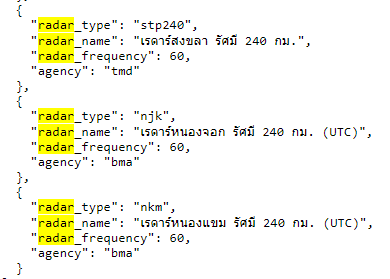 {
"radar_type": "stp240",
"radar_name": "เรดาร์สงขลา รัศมี 240 กม.",
"radar_frequency": 60,
"agency": "tmd"
},
{
"radar_type": "njk",
"radar_name": "เรดาร์หนองจอก รัศมี 240 กม. (UTC)",
"radar_frequency": 60,
"agency": "bma"
},
{
"radar_type": "nkm",
"radar_name": "เรดาร์หนองแขม รัศมี 240 กม. (UTC)",
"radar_frequency": 60,
"agency": "bma"
}